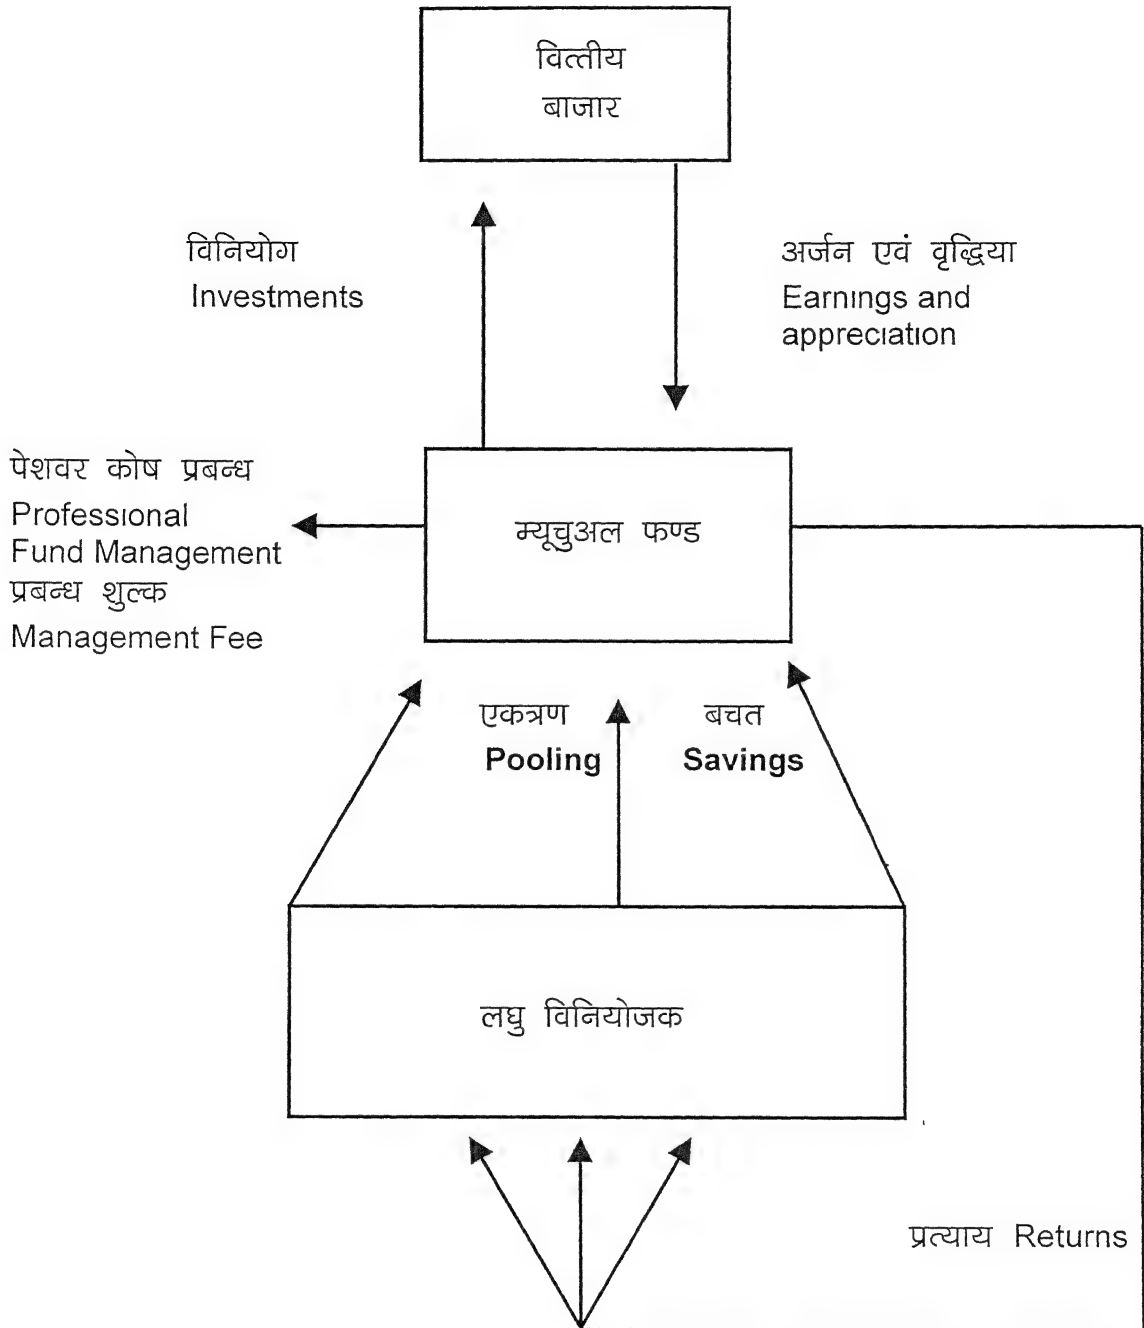 वित्तीय
बाजार
विनियोग
Investments
अर्जन एवं वृद्धिया
Earnings and
appreciation
पेशवर कोष प्रबन्ध
Professional
Fund Management
प्रबन्ध शुल्क
Management Fee
म्यूचुअल फण्ड
एकत्रण
Pooling
बचत
Savings
लघु विनियोजक
प्रत्याय Returns